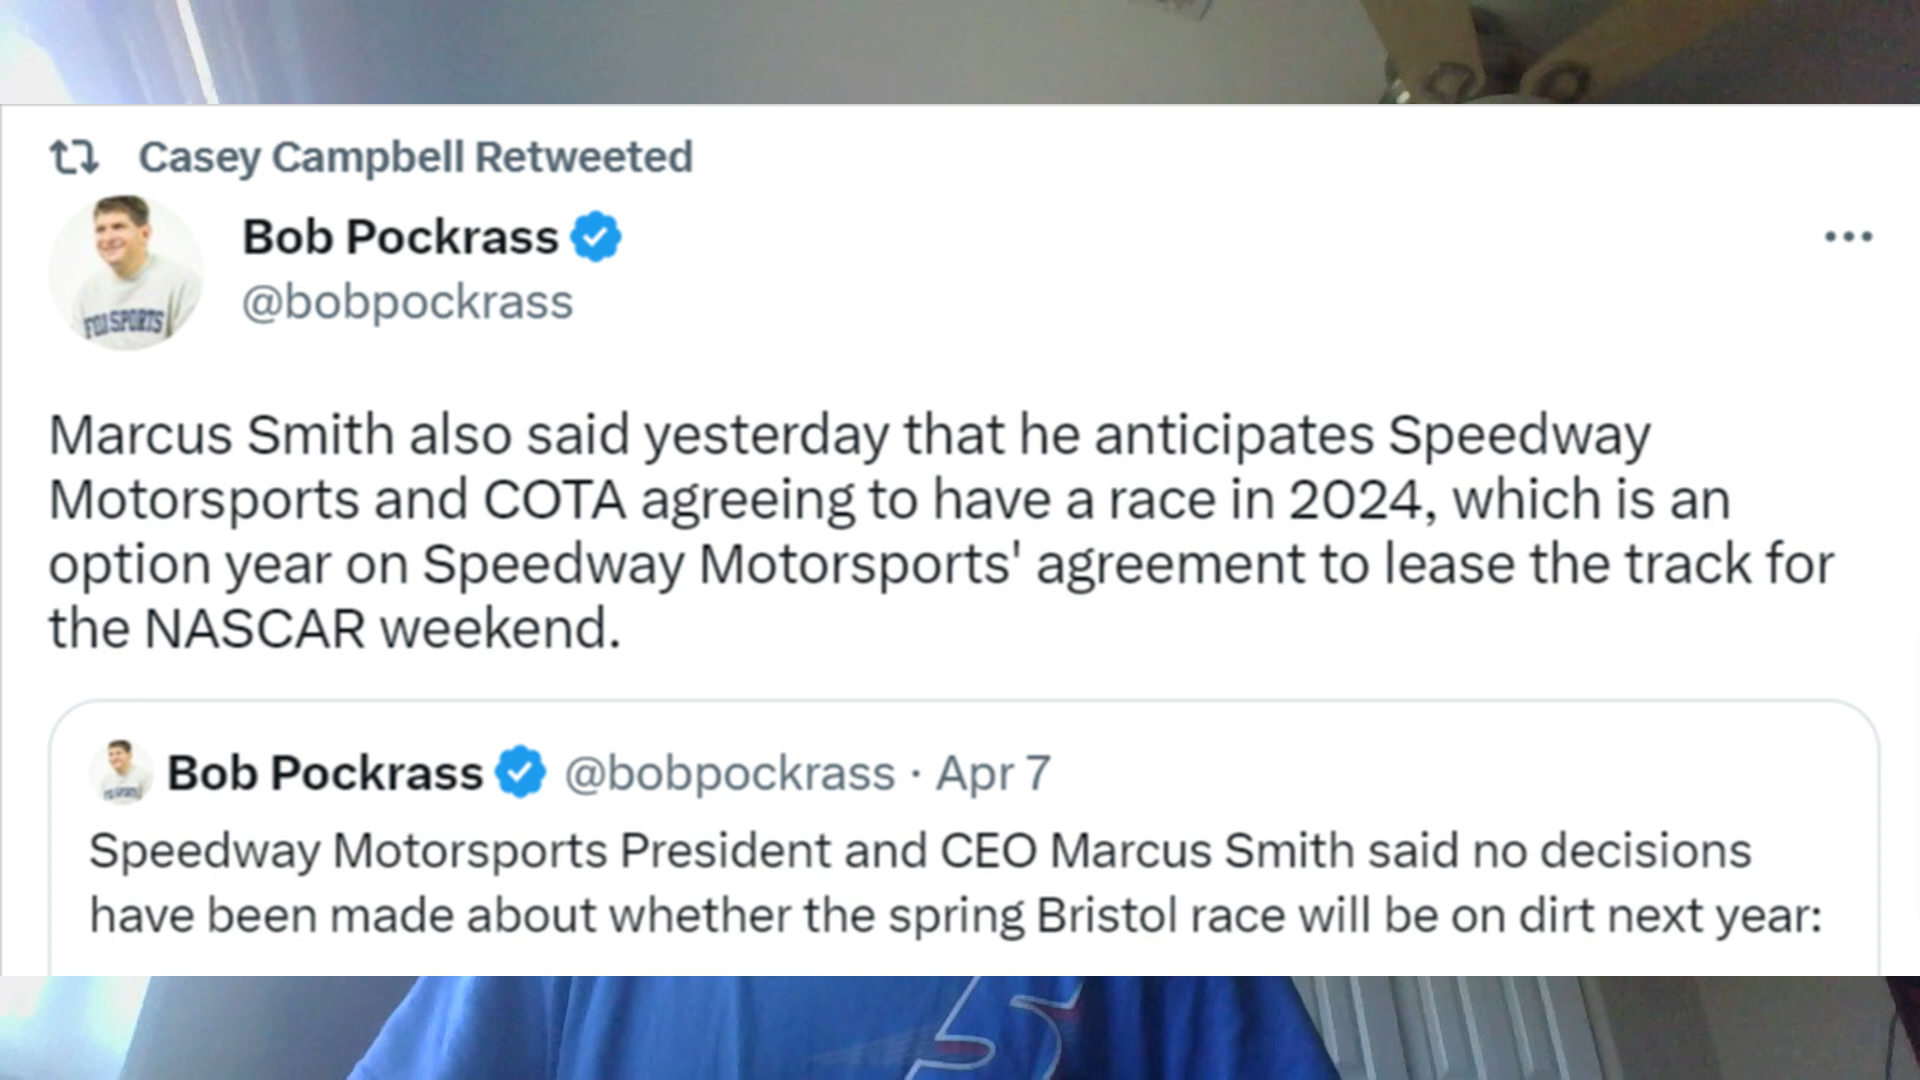 Casey Campbell Retweeted
Bob Pockrass
@bobpockrass
FOX SPORTS
Marcus Smith also said yesterday that he anticipates Speedway
Motorsports and COTA agreeing to have a race in 2024, which is an
option year on Speedway Motorsports' agreement to lease the track for
the NASCAR weekend.
Bob Pockrass @bobpockrass · Apr 7
Speedway Motorsports President and CEO Marcus Smith said no decisions
have been made about whether the spring Bristol race will be on dirt next year:
5